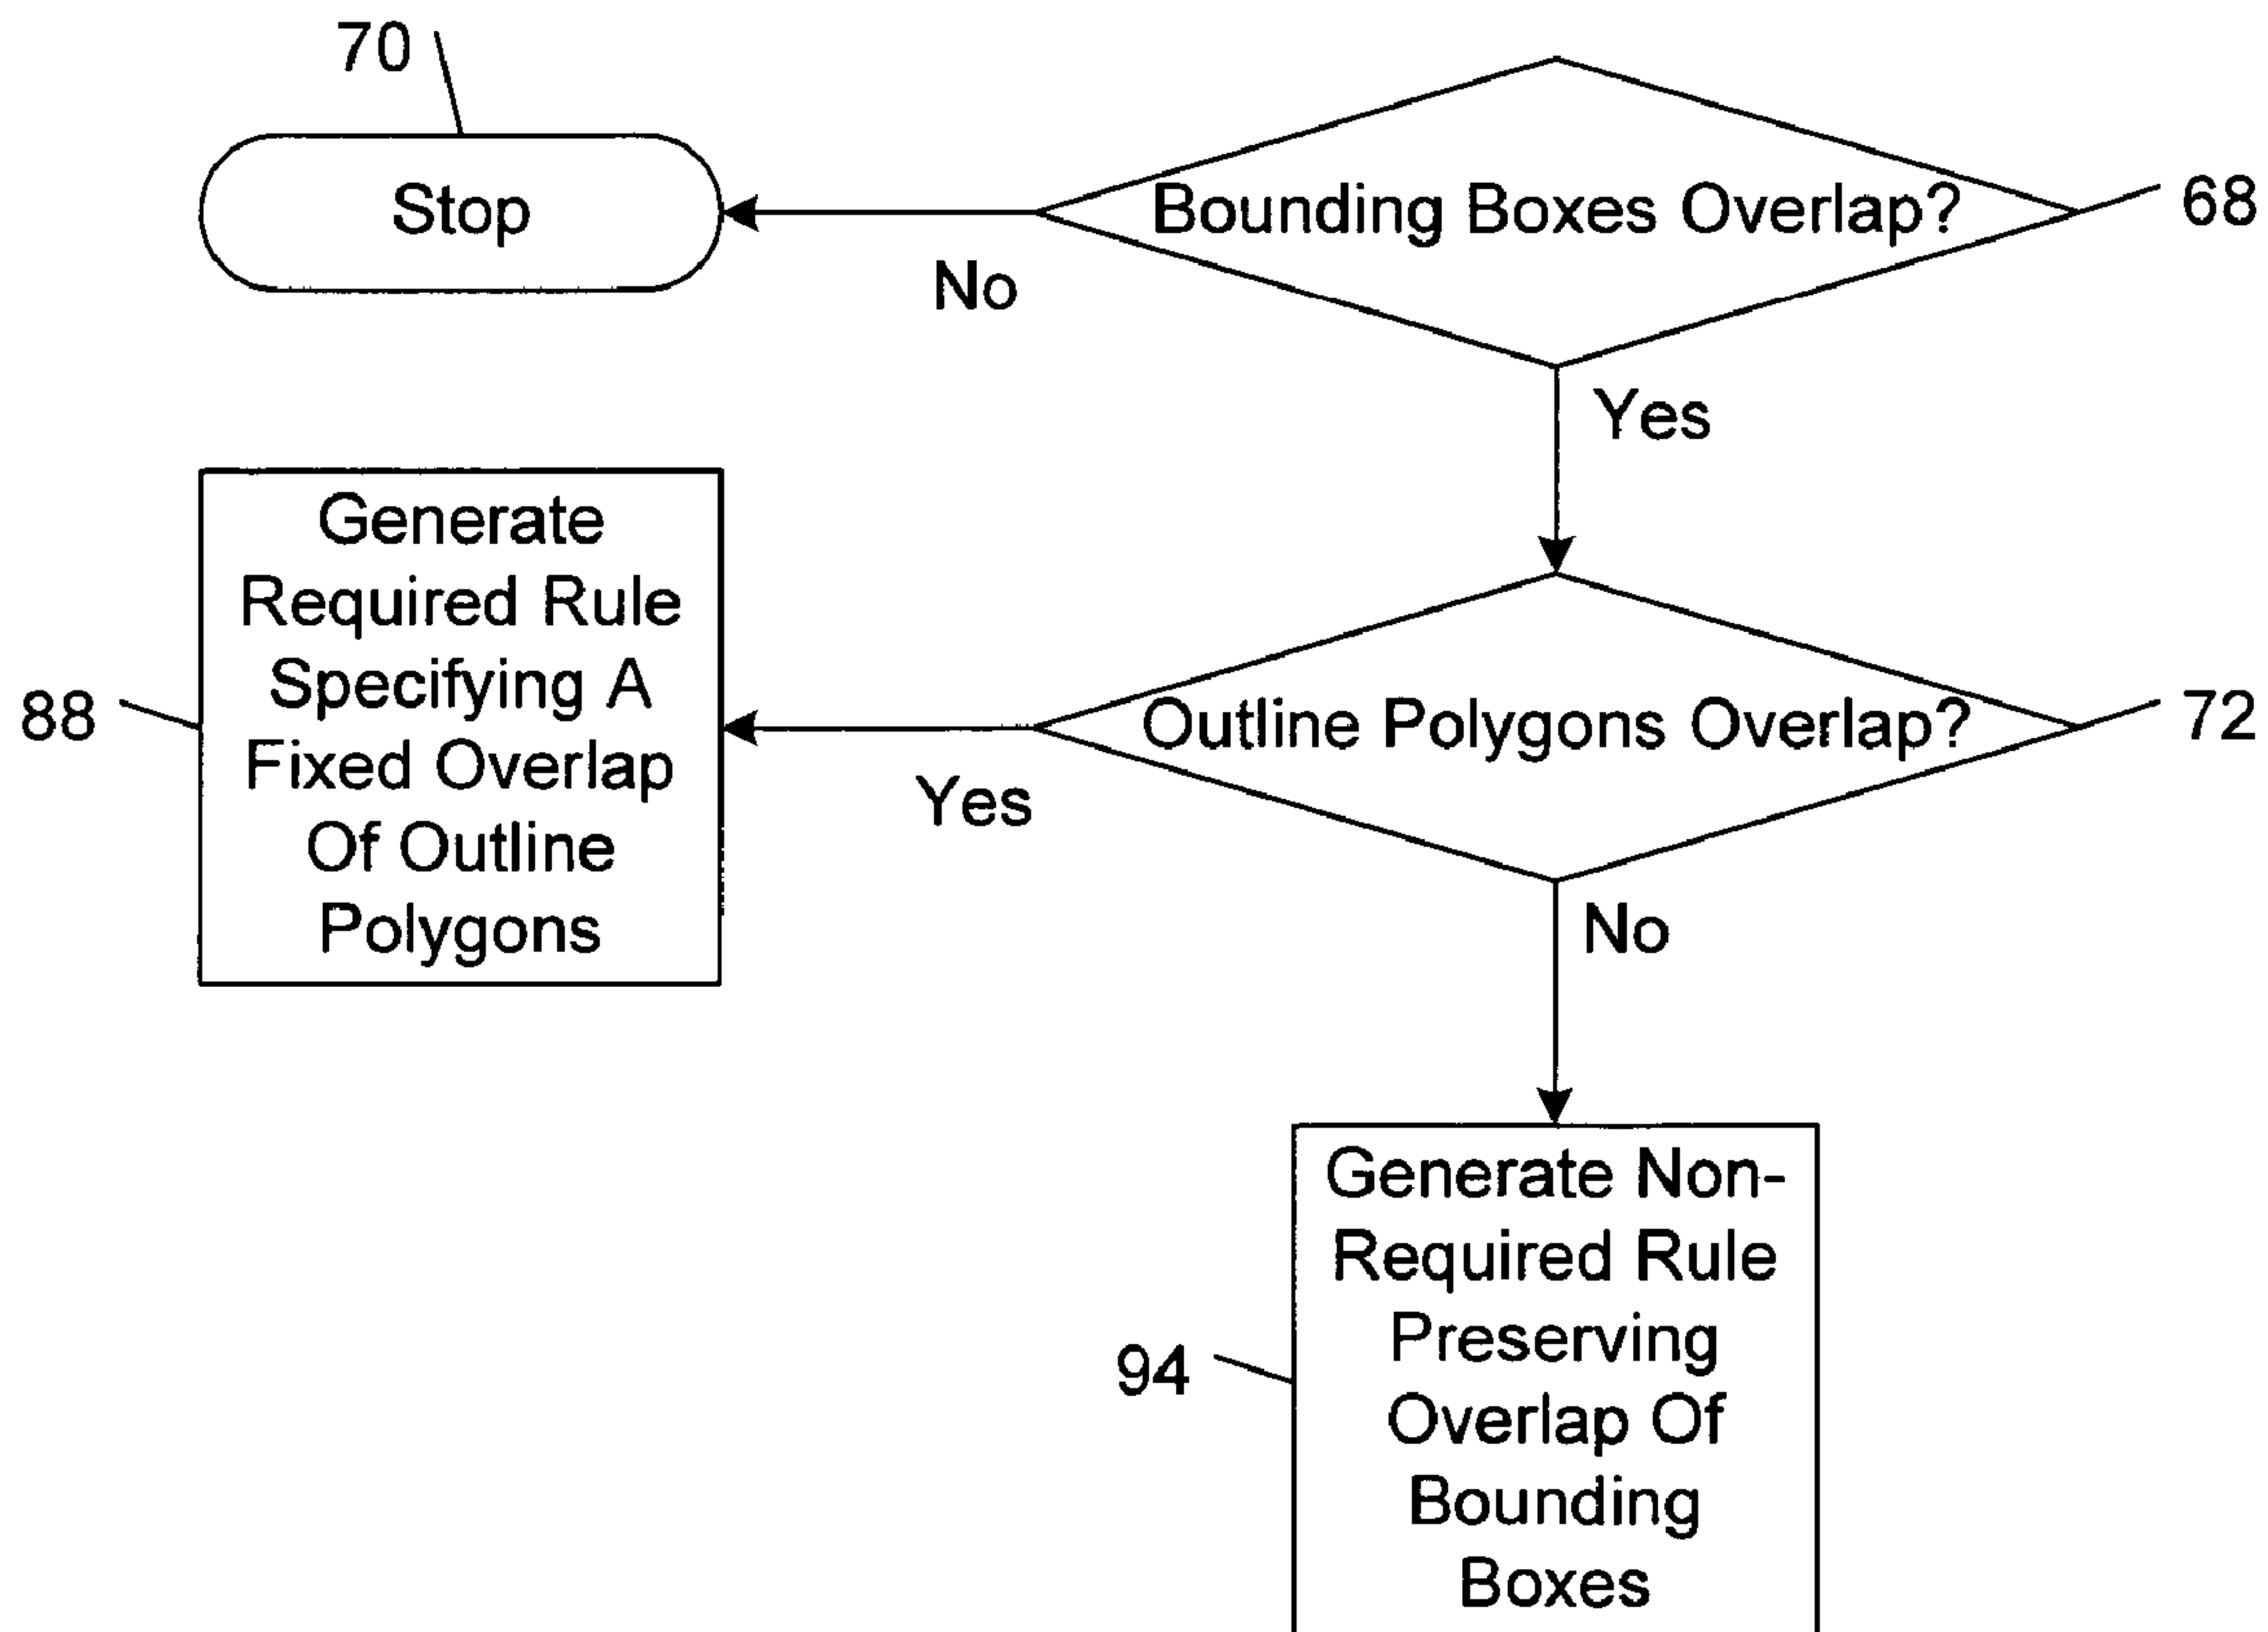 70
Stop
Bounding Boxes Overlap?
68
No
Yes
Generate
Required Rule
Specifying A
Fixed Overlap
Of Outline
Polygons
88
Outline Polygons Overlap?
72
Yes
No
Generate Non-
Required Rule
Preserving
Overlap Of
Bounding
Boxes
94